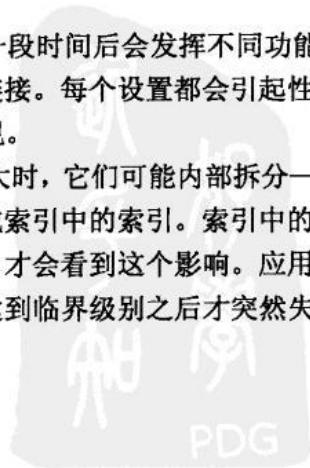 一段时间后会发挥不同功能
连接。每个设置都会引起性
大时，它们可能内部拆分—
索引中的索引。索引中的
才会看到这个影响。应用
到临界级别之后才突然失
PDG